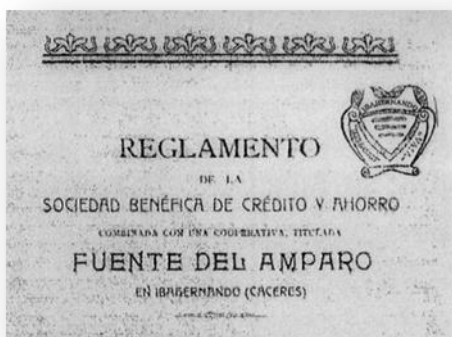 REGLAMENTO
DE LA
SOCIEDAD BENÉFICA DE CRÉDITO Y AHORRO
COMBINADA CON UNA COOPERATIVA, TITULADA
FUENTE DEL AMPARO
EN IBAHERNANDO (CÁCERES)
IBAHERNANDO